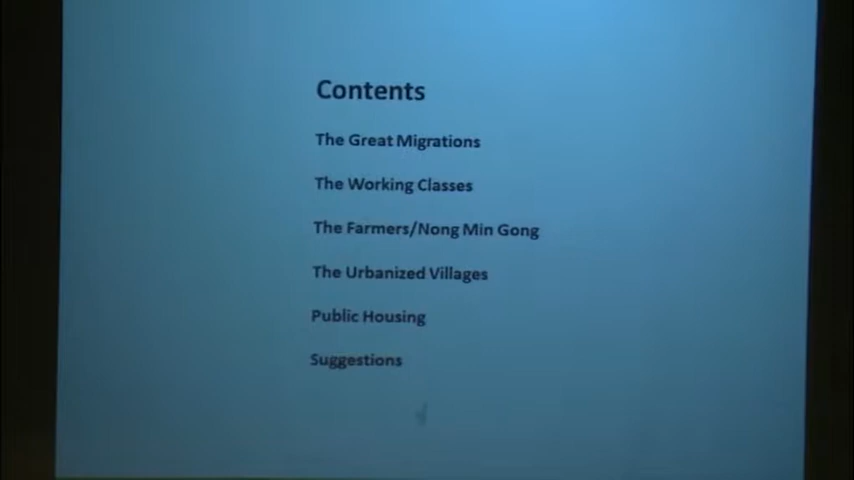 Contents
The Great Migrations
The Working Classes
The Farmers/Nong Min Gong
The Urbanized Villages
Public Housing
Suggestions